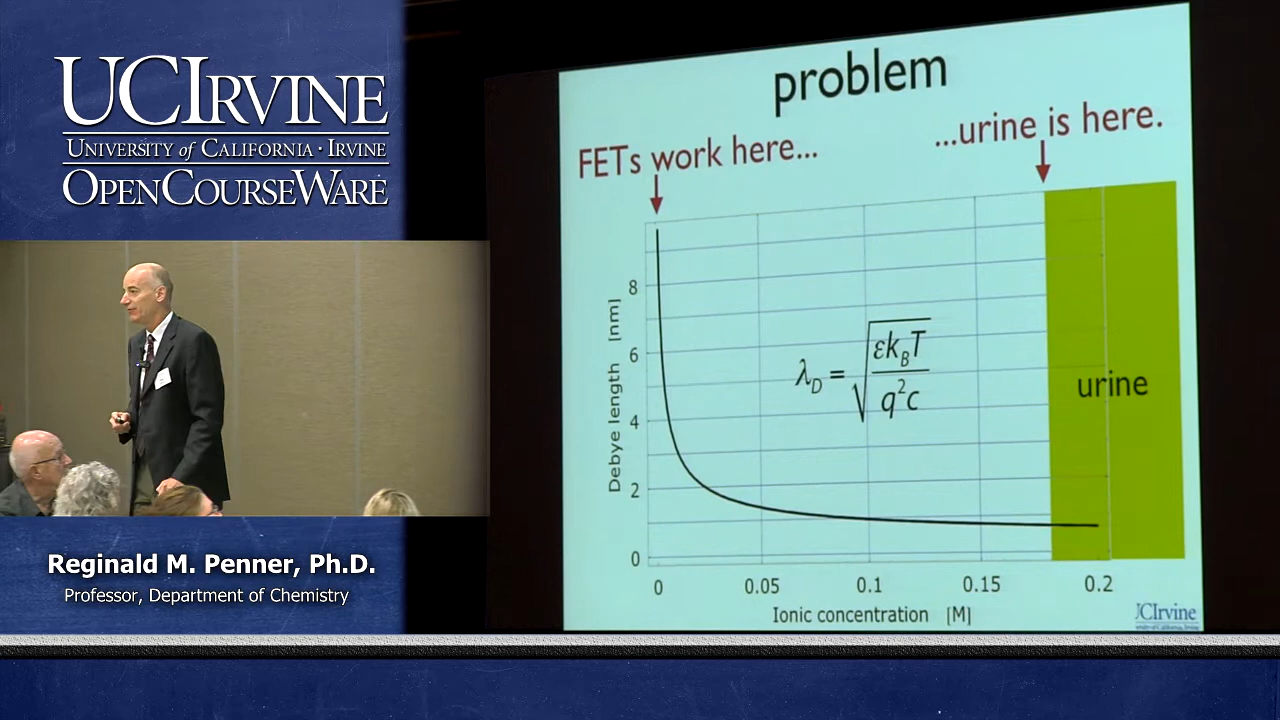 UCIRVINE
UNIVERSITY of CALIFORNIA · IRVINE
OPENCOURSEWARE
problem
FETs work here...
...urine is here.
Debye length [nm]
8
6
4
2
0
λD = √ εkBT / q²c
urine
0 0.05 0.1 0.15 0.2
Ionic concentration [M]
UCIrvine
Reginald M. Penner, Ph.D.
Professor, Department of Chemistry